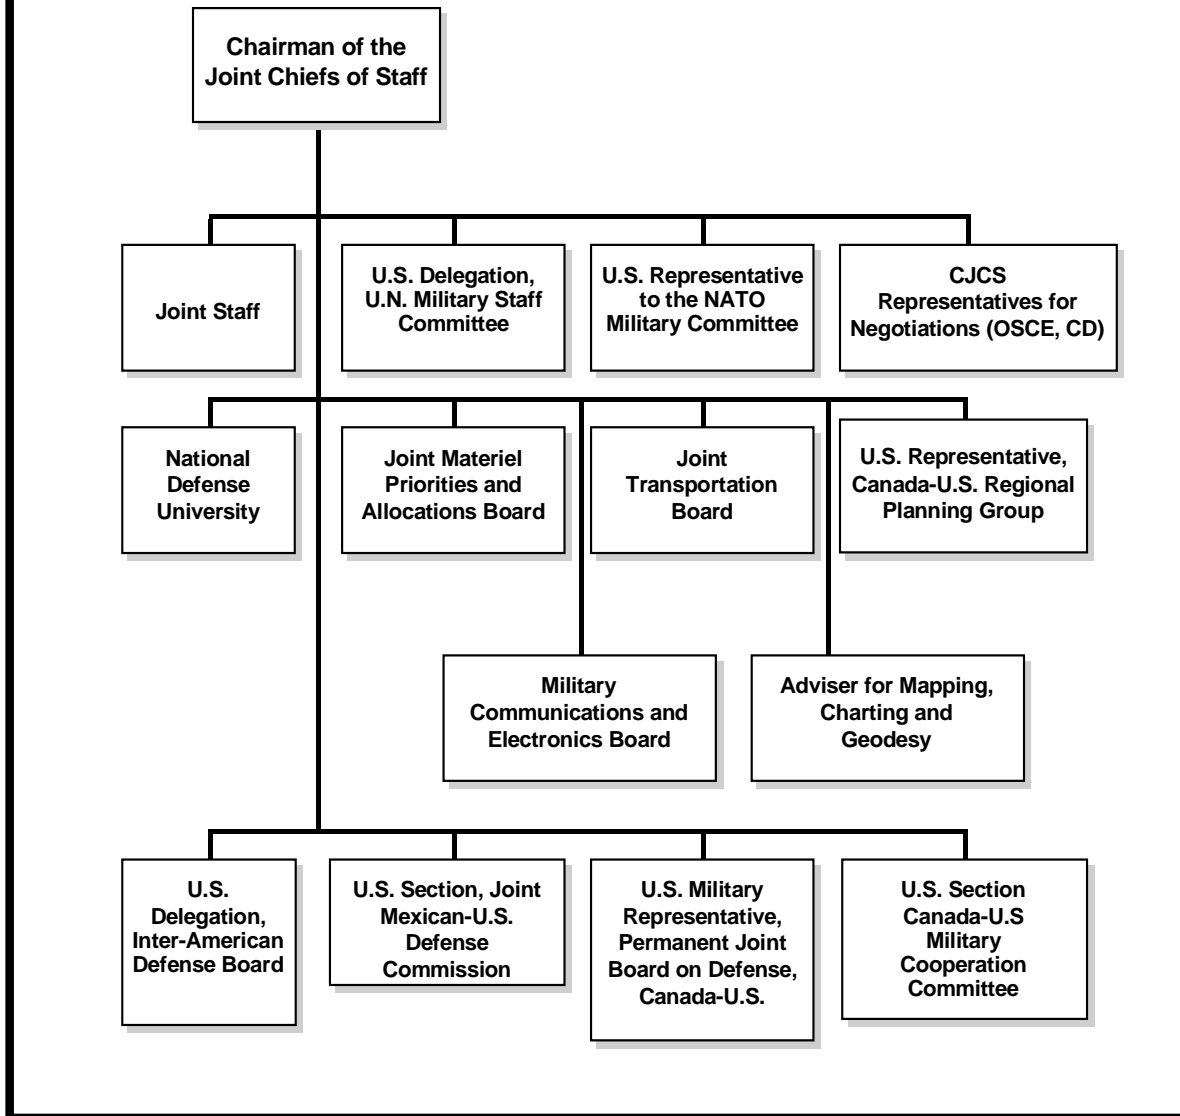 Chairman of the
Joint Chiefs of Staff
Joint Staff
U.S. Delegation,
U.N. Military Staff
Committee
U.S. Representative
to the NATO
Military Committee
CJCS
Representatives for
Negotiations (OSCE, CD)
National
Defense
University
Joint Materiel
Priorities and
Allocations Board
Joint
Transportation
Board
U.S. Representative,
Canada-U.S. Regional
Planning Group
Military
Communications and
Electronics Board
Adviser for Mapping,
Charting and
Geodesy
U.S.
Delegation,
Inter-American
Defense Board
U.S. Section, Joint
Mexican-U.S.
Defense
Commission
U.S. Military
Representative,
Permanent Joint
Board on Defense,
Canada-U.S.
U.S. Section
Canada-U.S
Military
Cooperation
Committee